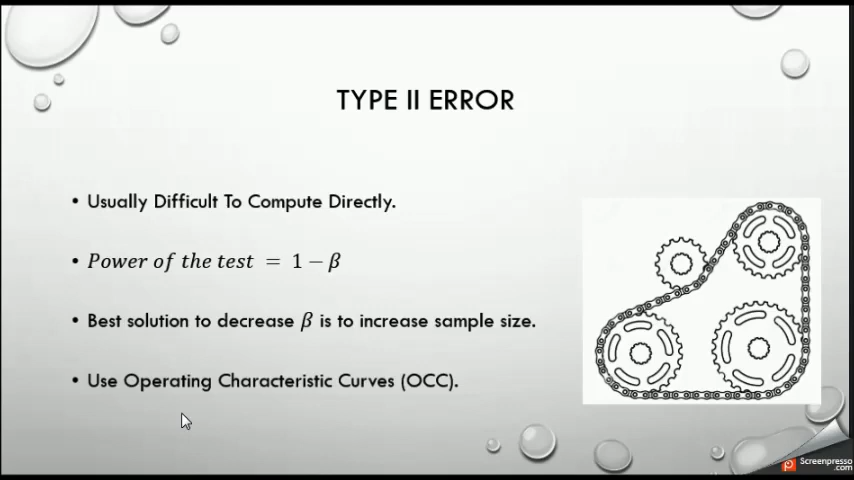 TYPE II ERROR
• Usually Difficult To Compute Directly.
• Power of the test = 1 − β
• Best solution to decrease β is to increase sample size.
• Use Operating Characteristic Curves (OCC).
Screenpresso
.com